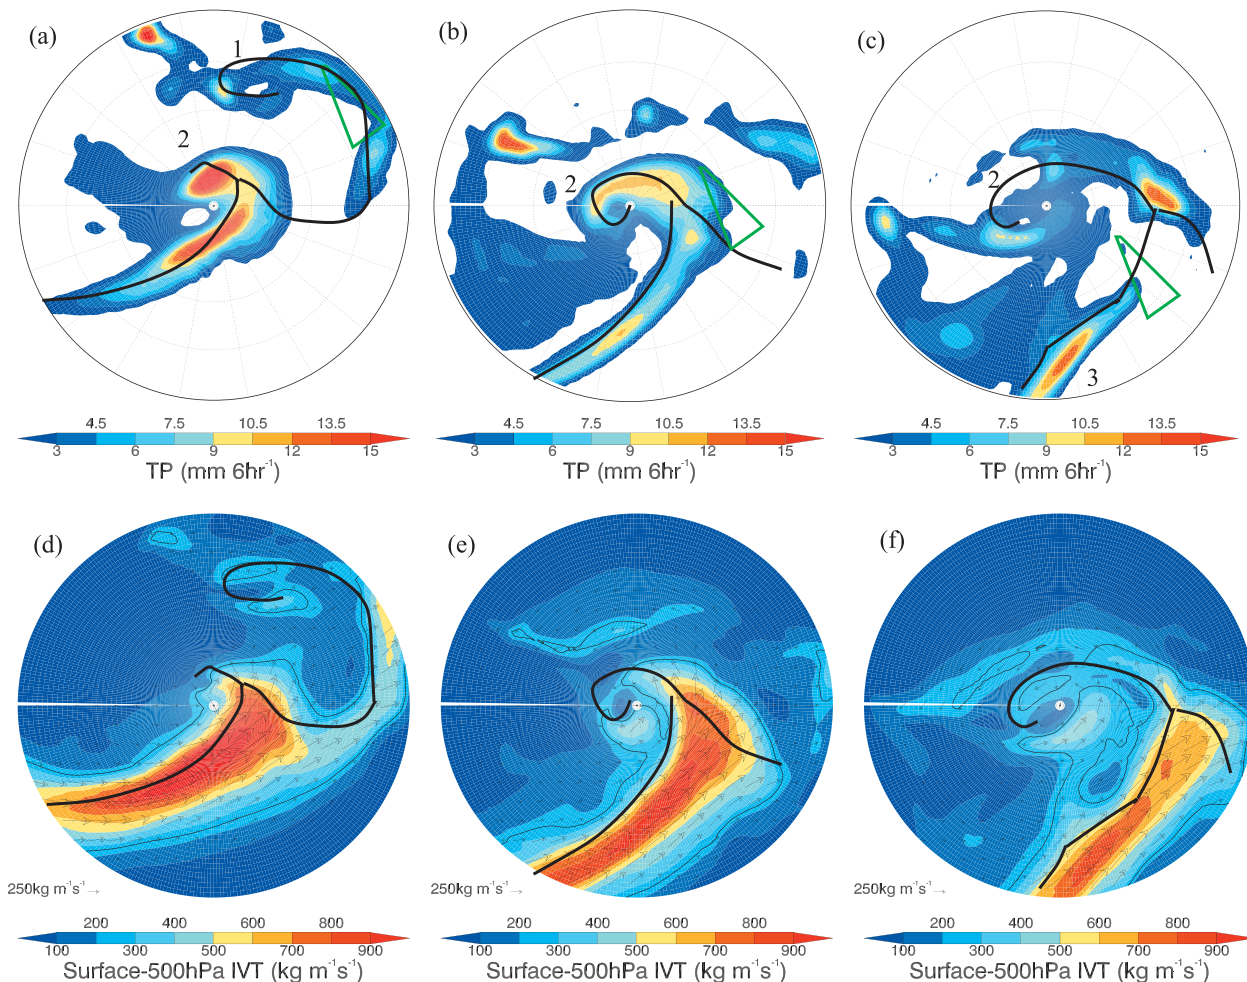 (a)
1
2
(b)
2
(c)
2
3
4.5 7.5 10.5 13.5
3 6 9 12 15
TP (mm 6hr⁻¹)
4.5 7.5 10.5 13.5
3 6 9 12 15
TP (mm 6hr⁻¹)
4.5 7.5 10.5 13.5
3 6 9 12 15
TP (mm 6hr⁻¹)
(d)
(e)
(f)
250kg m⁻¹s⁻¹
250kg m⁻¹s⁻¹
250kg m⁻¹s⁻¹
200 400 600 800
100 300 500 700 900
Surface-500hPa IVT (kg m⁻¹s⁻¹)
200 400 600 800
100 300 500 700 900
Surface-500hPa IVT (kg m⁻¹s⁻¹)
200 400 600 800
100 300 500 700 900
Surface-500hPa IVT (kg m⁻¹s⁻¹)